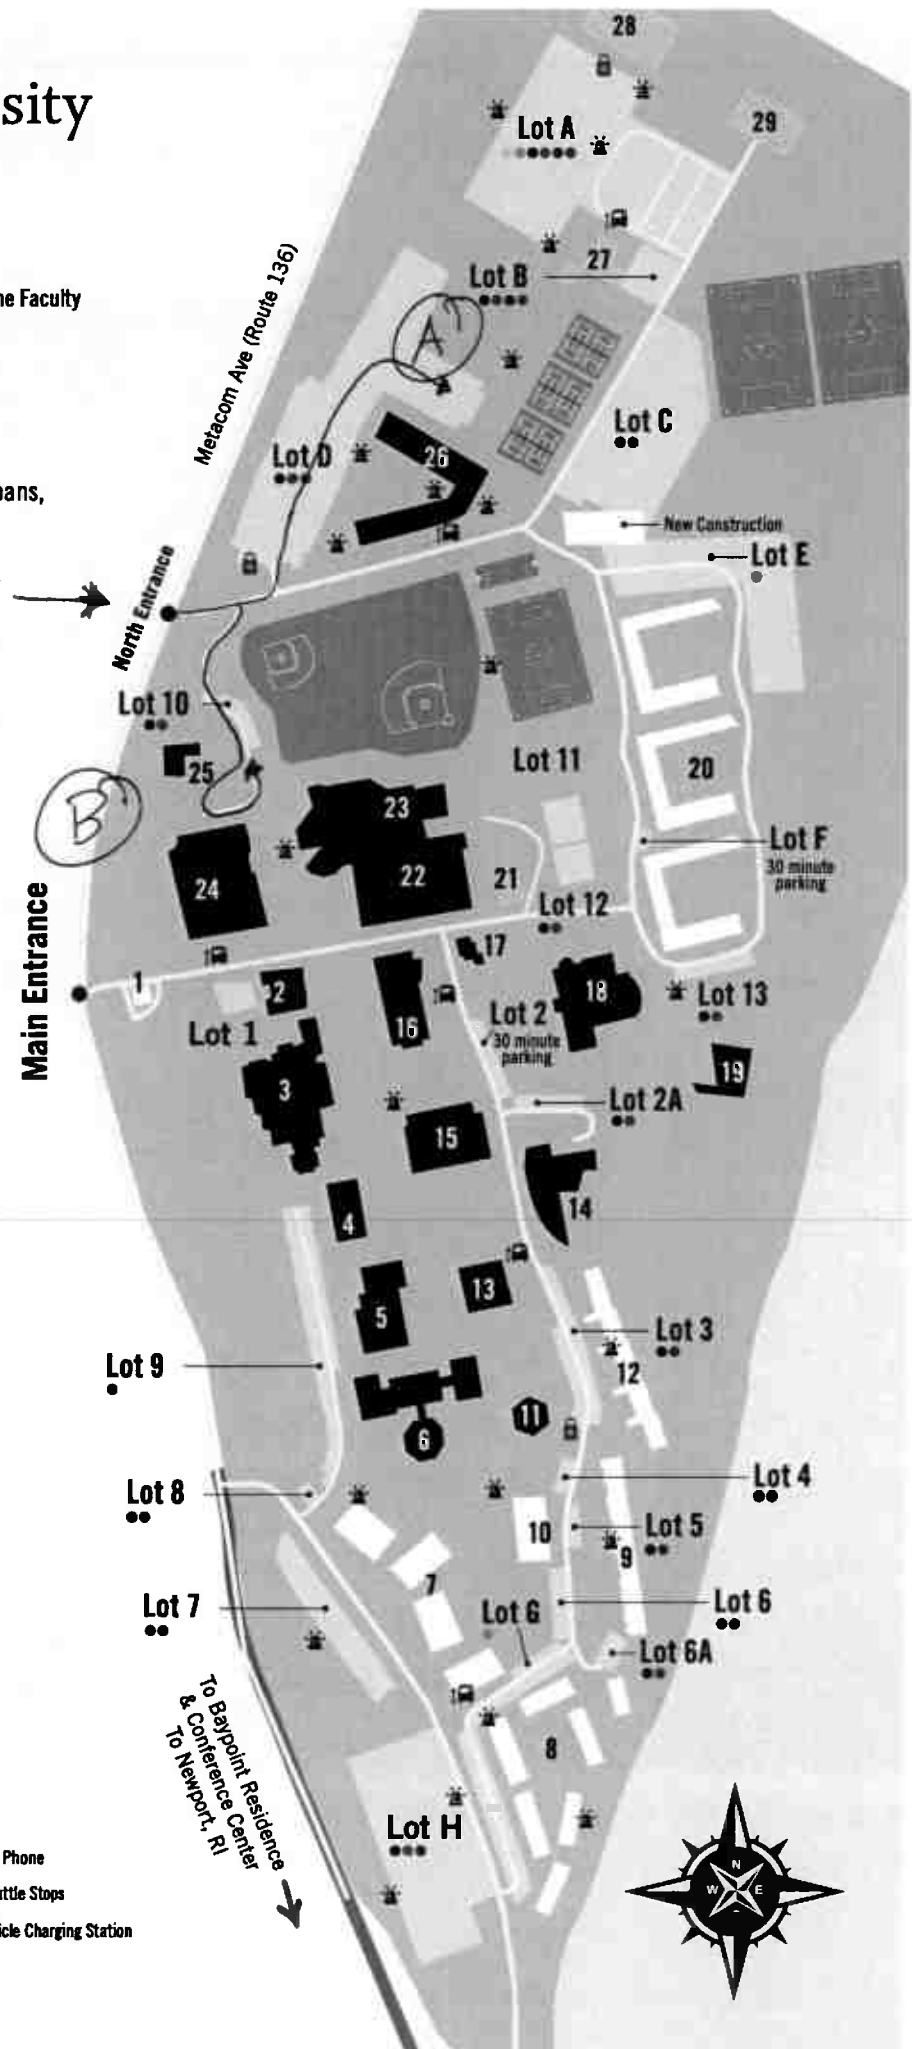 sity
28
Lot A
29
27
Lot B
ne Faculty
Metacom Ave (Route 136)
A
Lot C
Lot D
26
oans,
New Construction
Lot E
North Entrance
Lot 10
Lot 11
20
25
B
23
Lot F
30 minute
parking
24
22
21
Lot 12
Main Entrance
17
1
2
18
Lot 13
16
Lot 2
30 minute
parking
Lot 1
3
19
Lot 2A
15
14
4
13
5
Lot 3
12
Lot 9
11
6
Lot 4
Lot 8
10
Lot 5
9
7
Lot 7
Lot G
Lot 6
Lot 6A
To Baypoint Residence
& Conference Center
To Newport, RI
8
Lot H
Phone
uttle Stops
icle Charging Station
N
W E